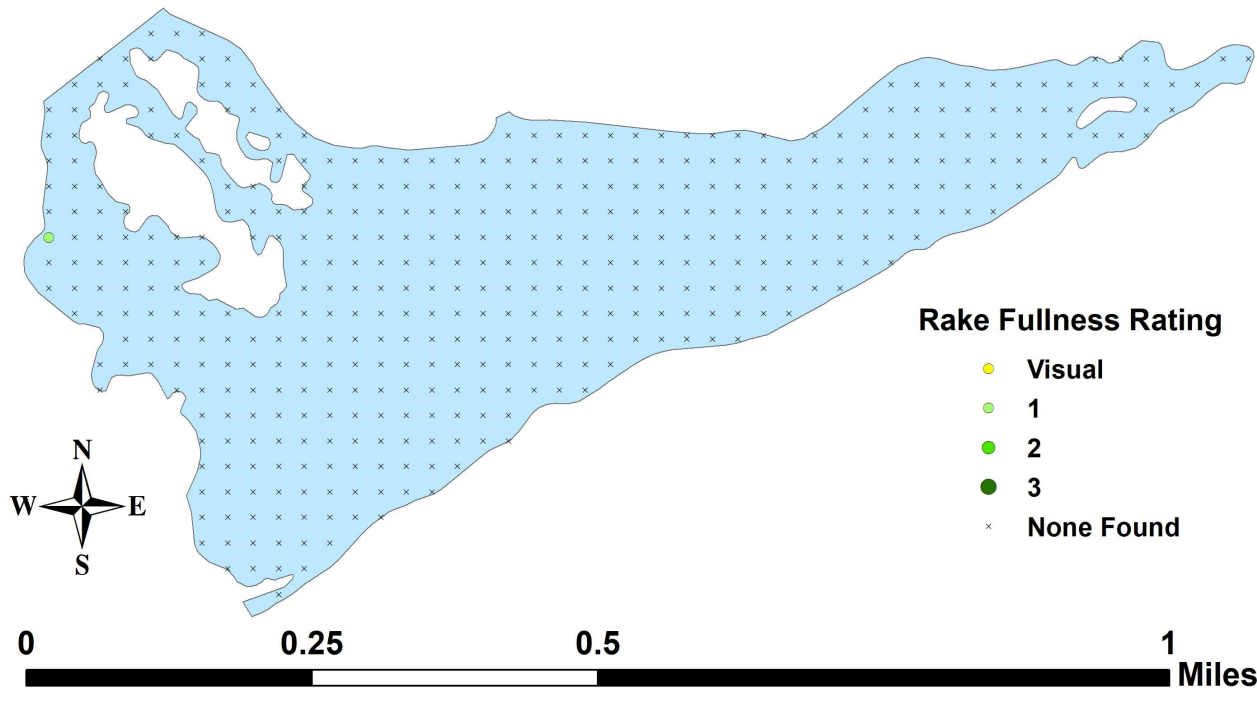 Rake Fullness Rating
Visual
1
2
3
None Found
N
W E
S
0 0.25 0.5 1
Miles